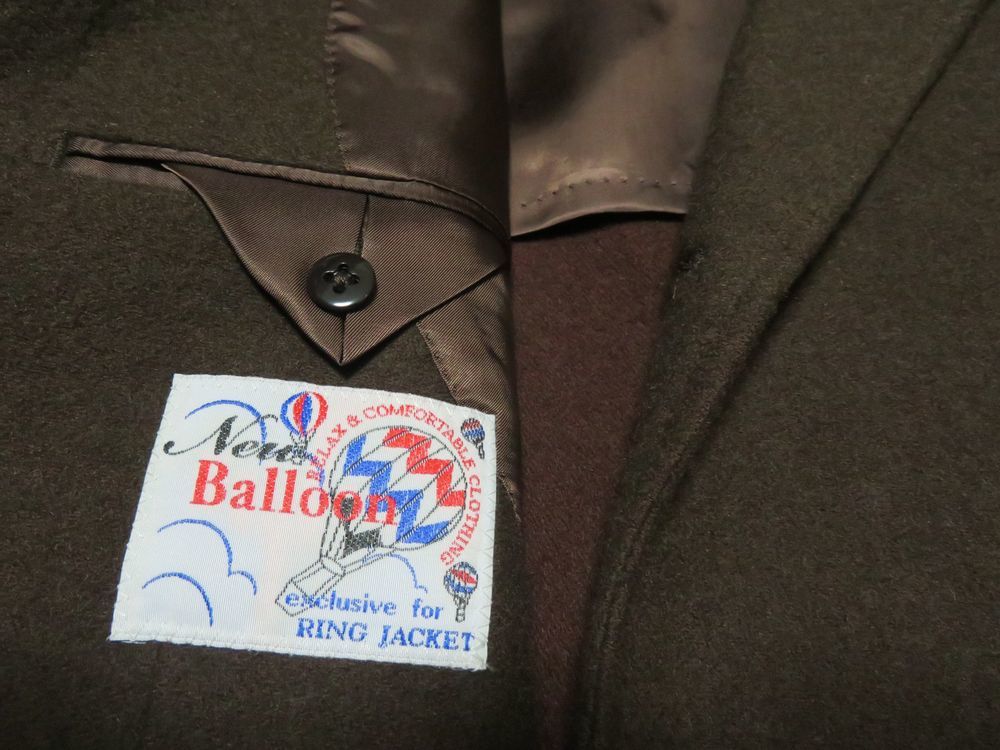 New
Balloon
RELAX & COMFORTABLE CLOTHING
exclusive for
RING JACKET